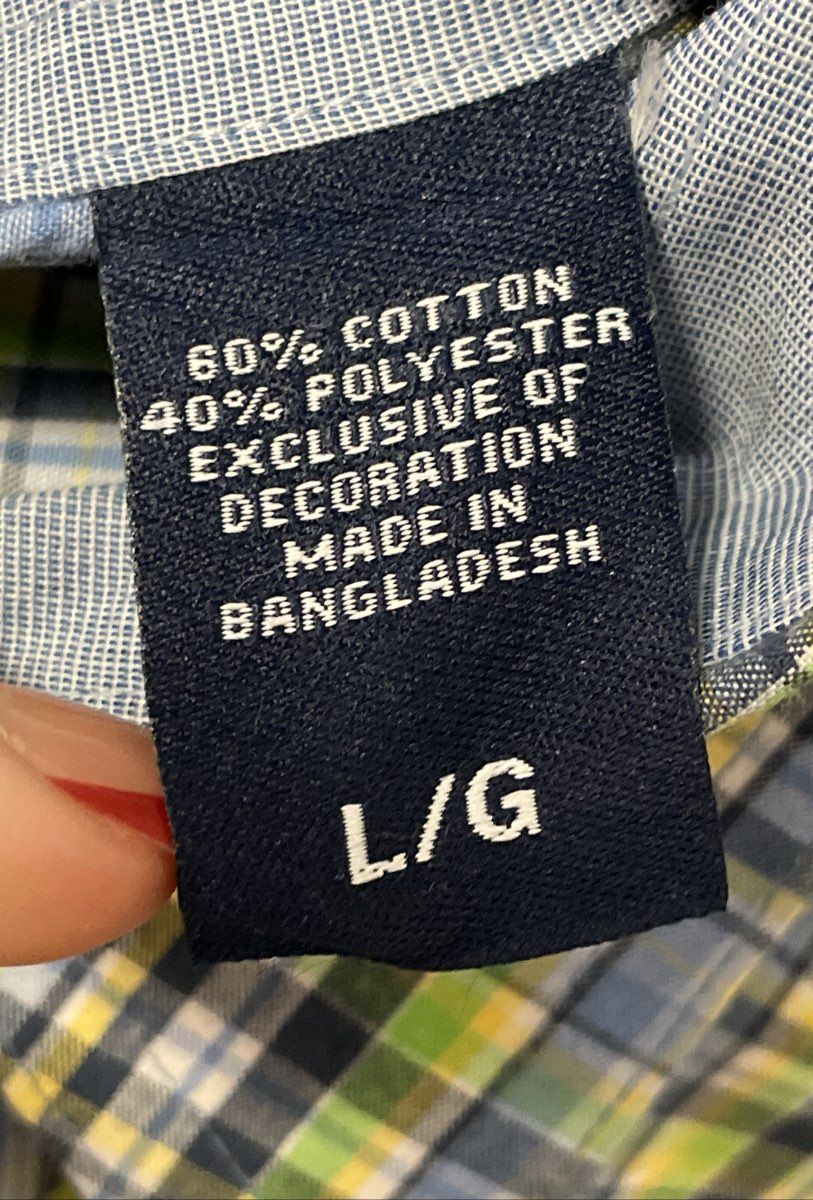 60% COTTON
40% POLYESTER
EXCLUSIVE OF
DECORATION
MADE IN
BANGLADESH
L/G